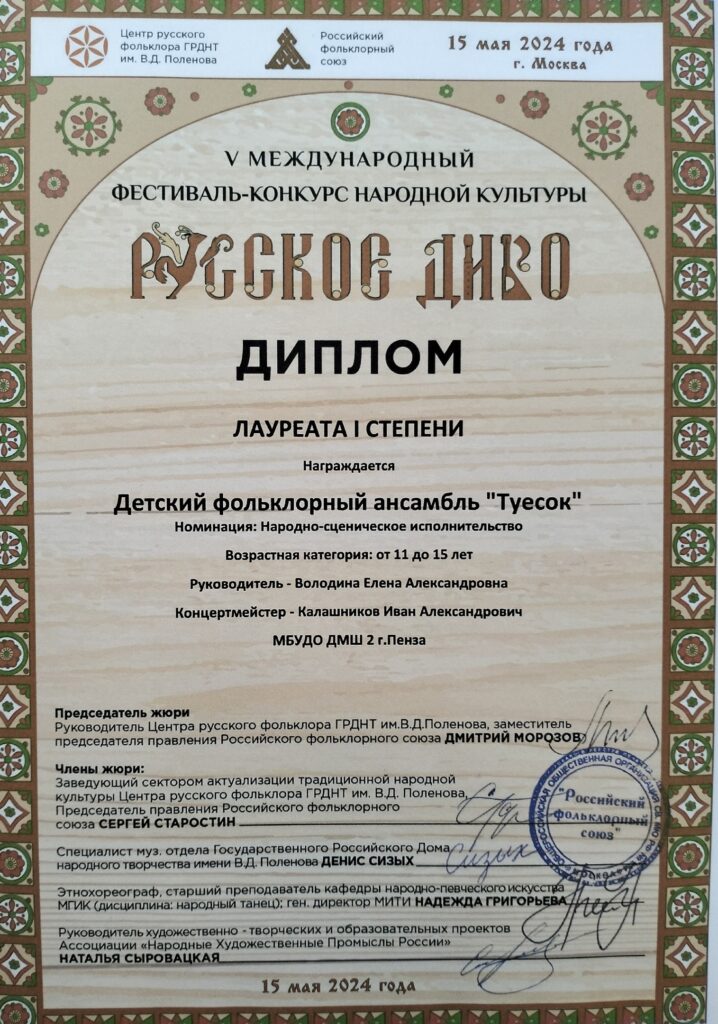 Центр русского
фольклора ГРДНТ
им. В.Д. Поленова
Российский
фольклорный
союз
15 мая 2024 года
г. Москва
V МЕЖДУНАРОДНЫЙ
ФЕСТИВАЛЬ-КОНКУРС НАРОДНОЙ КУЛЬТУРЫ
РУССКОЕ ДИВО
ДИПЛОМ
ЛАУРЕАТА I СТЕПЕНИ
Награждается
Детский фольклорный ансамбль "Туесок"
Номинация: Народно-сценическое исполнительство
Возрастная категория: от 11 до 15 лет
Руководитель - Володина Елена Александровна
Концертмейстер - Калашников Иван Александрович
МБУДО ДМШ 2 г.Пенза
Председатель жюри
Руководитель Центра русского фольклора ГРДНТ им.В.Д.Поленова, заместитель
председателя правления Российского фольклорного союза ДМИТРИЙ МОРОЗОВ
Члены жюри:
Заведующий сектором актуализации традиционной народной
культуры Центра русского фольклора ГРДНТ им. В.Д. Поленова,
Председатель правления Российского фольклорного
союза СЕРГЕЙ СТАРОСТИН
"Российский
фольклорный
союз"
Специалист муз. отдела Государственного Российского Дома
народного творчества имени В.Д. Поленова ДЕНИС СИЗЫХ
Сизых
Этнохореограф, старший преподаватель кафедры народно-певческого искусства
МГИК (дисциплина: народный танец); ген. директор МИТИ НАДЕЖДА ГРИГОРЬЕВА
Руководитель художественно - творческих и образовательных проектов
Ассоциации «Народные Художественные Промыслы России»
НАТАЛЬЯ СЫРОВАЦКАЯ
15 мая 2024 года